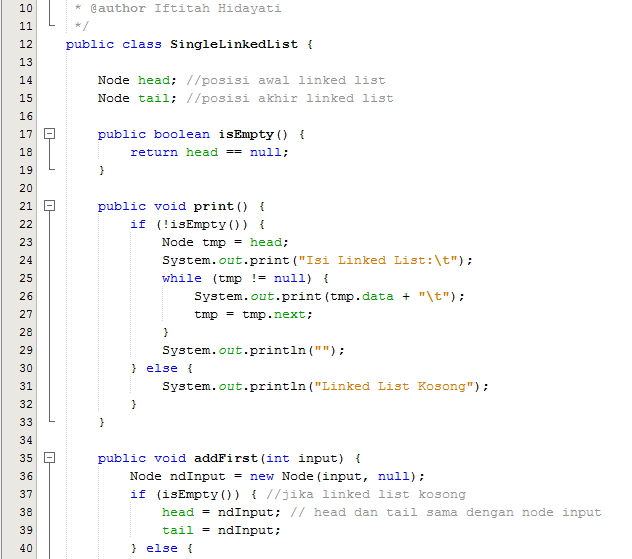 10 * @author Iftitah Hidayati
11 */
12 public class SingleLinkedList {
13
14 Node head; //posisi awal linked list
15 Node tail; //posisi akhir linked list
16
17 public boolean isEmpty() {
18 return head == null;
19 }
20
21 public void print() {
22 if (!isEmpty()) {
23 Node tmp = head;
24 System.out.print("Isi Linked List:\t");
25 while (tmp != null) {
26 System.out.print(tmp.data + "\t");
27 tmp = tmp.next;
28 }
29 System.out.println("");
30 } else {
31 System.out.println("Linked List Kosong");
32 }
33 }
34
35 public void addFirst(int input) {
36 Node ndInput = new Node(input, null);
37 if (isEmpty()) { //jika linked list kosong
38 head = ndInput; // head dan tail sama dengan node input
39 tail = ndInput;
40 } else {